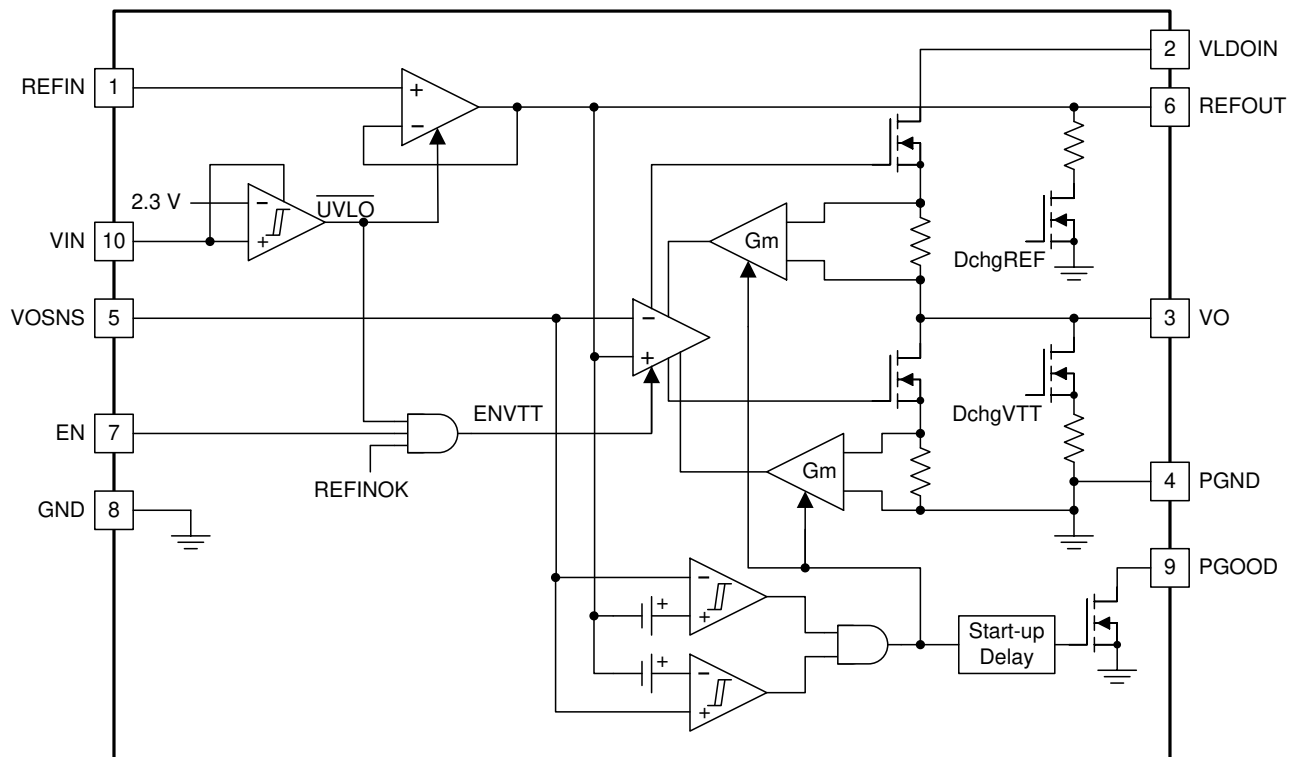 2 VLDOIN
REFIN 1
+
−
6 REFOUT
2.3 V
−
+
UVLO
VIN 10
Gm
DchgREF
VOSNS 5
−
+
3 VO
ENVTT
DchgVTT
EN 7
REFINOK
Gm
4 PGND
GND 8
9 PGOOD
−
+
+
Start-up
Delay
+
−
+